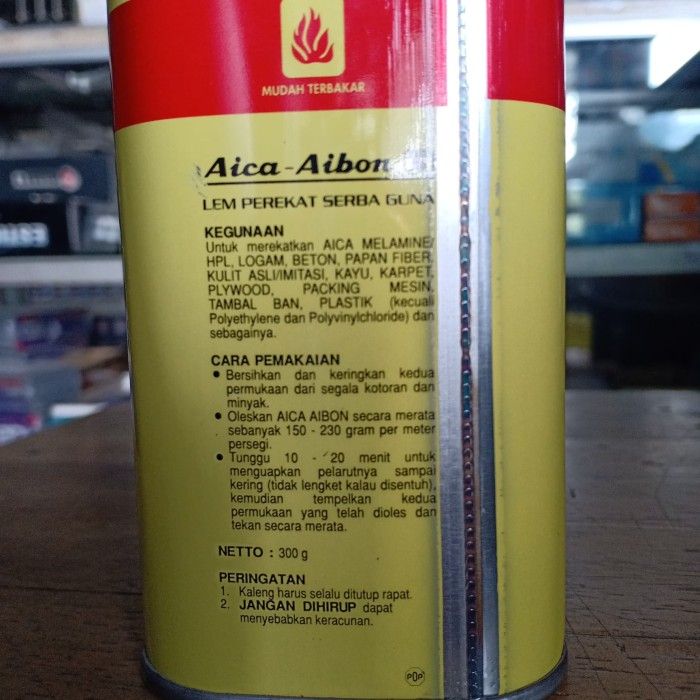 MUDAH TERBAKAR
Aica-Aibon
LEM PEREKAT SERBA GUNA
KEGUNAAN
Untuk merekatkan AICA MELAMINE/
HPL, LOGAM, BETON, PAPAN FIBER,
KULIT ASLI/IMITASI, KAYU, KARPET,
PLYWOOD, PACKING MESIN,
TAMBAL BAN, PLASTIK (kecuali
Polyethylene dan Polyvinylchloride) dan
sebagainya.
CARA PEMAKAIAN
• Bersihkan dan keringkan kedua
permukaan dari segala kotoran dan
minyak.
• Oleskan AICA AIBON secara merata
sebanyak 150 - 230 gram per meter
persegi.
• Tunggu 10 - 20 menit untuk
menguapkan pelarutnya sampai
kering (tidak lengket kalau disentuh),
kemudian tempelkan kedua
permukaan yang telah dioles dan
tekan secara merata.
NETTO : 300 g
PERINGATAN
1. Kaleng harus selalu ditutup rapat.
2. JANGAN DIHIRUP dapat
menyebabkan keracunan.
POP